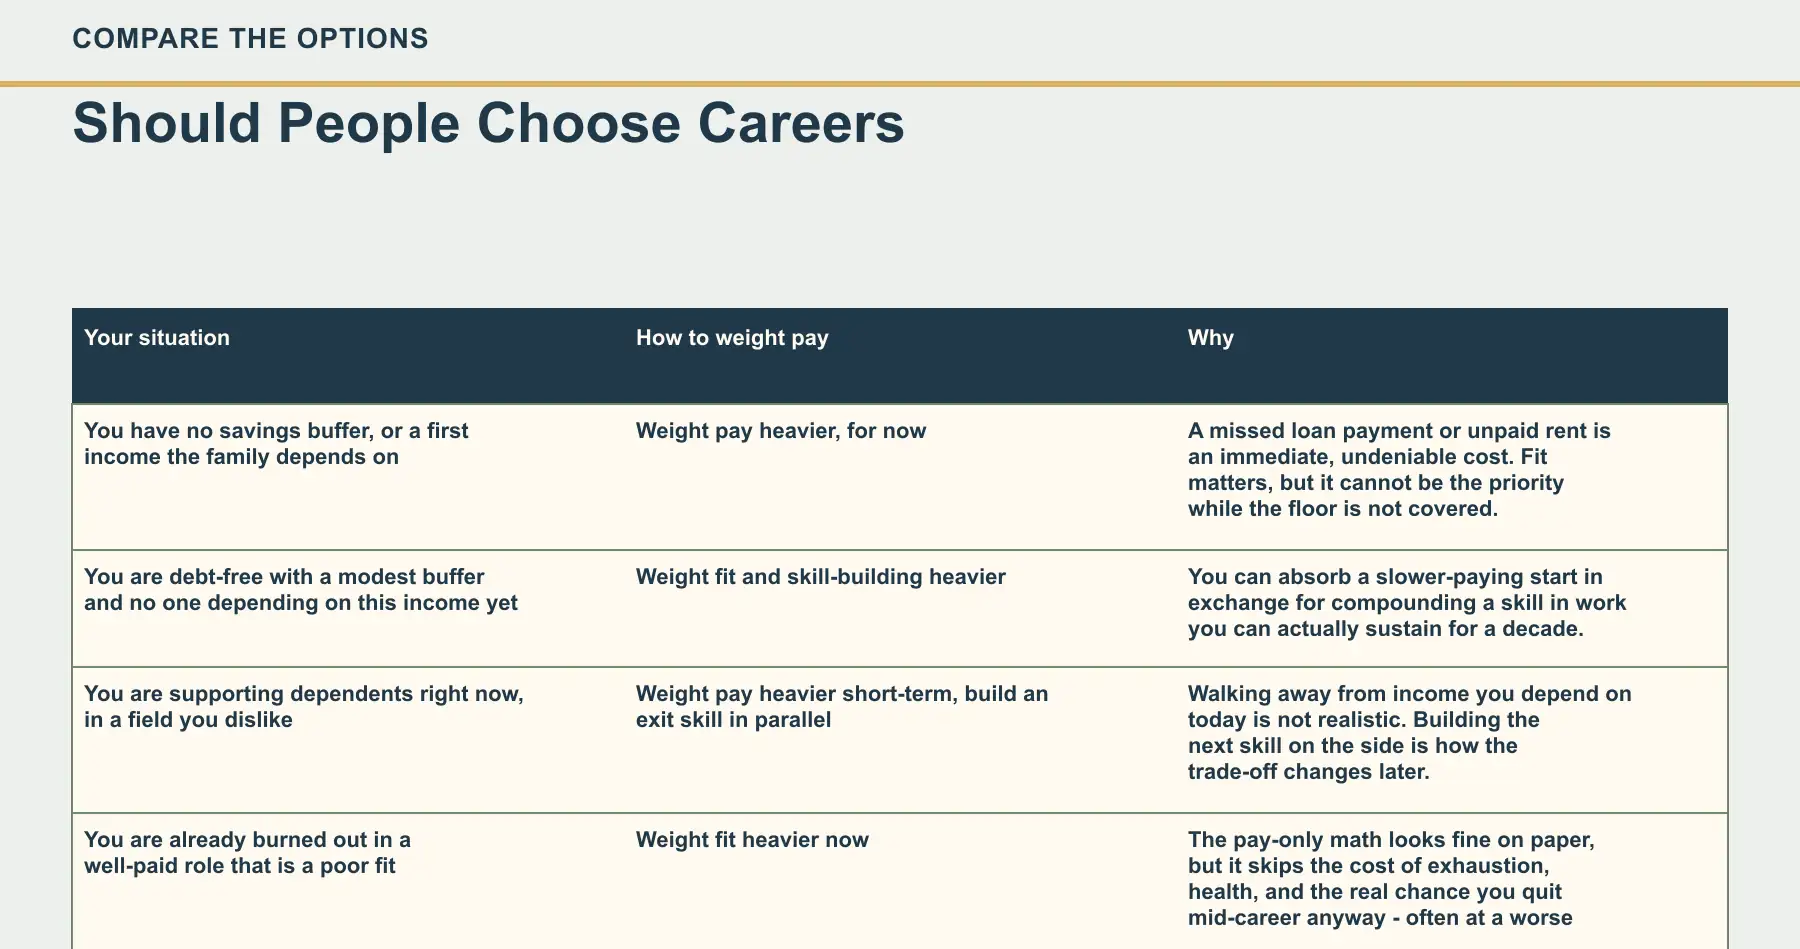 COMPARE THE OPTIONS
Should People Choose Careers
Your situation
How to weight pay
Why
You have no savings buffer, or a first
income the family depends on
Weight pay heavier, for now
A missed loan payment or unpaid rent is
an immediate, undeniable cost. Fit
matters, but it cannot be the priority
while the floor is not covered.
You are debt-free with a modest buffer
and no one depending on this income yet
Weight fit and skill-building heavier
You can absorb a slower-paying start in
exchange for compounding a skill in work
you can actually sustain for a decade.
You are supporting dependents right now,
in a field you dislike
Weight pay heavier short-term, build an
exit skill in parallel
Walking away from income you depend on
today is not realistic. Building the
next skill on the side is how the
trade-off changes later.
You are already burned out in a
well-paid role that is a poor fit
Weight fit heavier now
The pay-only math looks fine on paper,
but it skips the cost of exhaustion,
health, and the real chance you quit
mid-career anyway - often at a worse